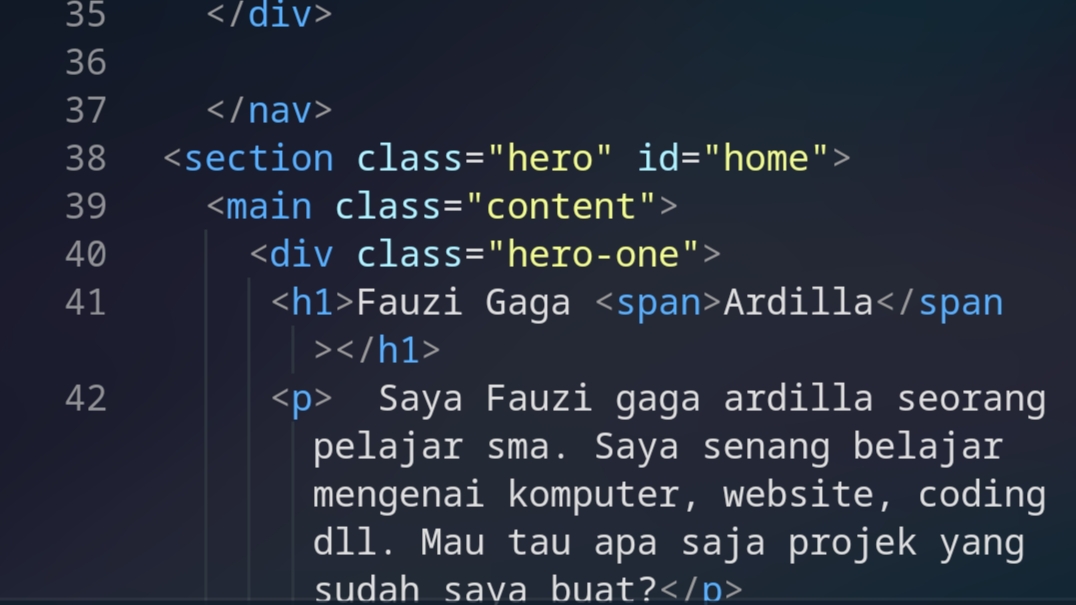 35 </div>
36
37 </nav>
38 <section class="hero" id="home">
39 <main class="content">
40 <div class="hero-one">
41 <h1>Fauzi Gaga <span>Ardilla</span
></h1>
42 <p>  Saya Fauzi gaga ardilla seorang
pelajar sma. Saya senang belajar
mengenai komputer, website, coding
dll. Mau tau apa saja projek yang
sudah saya buat?</p>